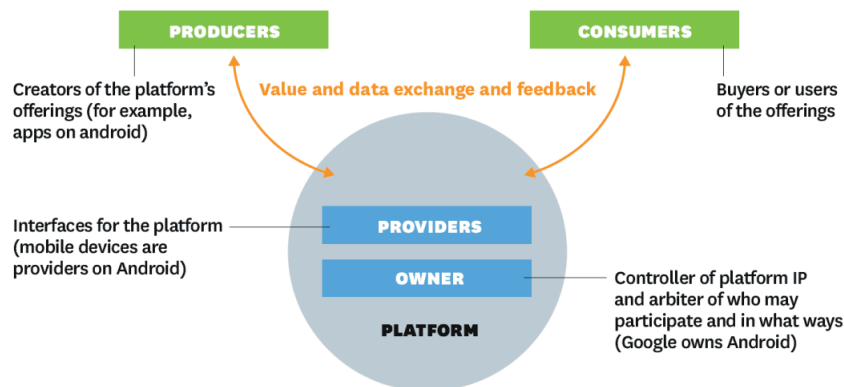 PRODUCERS
CONSUMERS
Creators of the platform's
offerings (for example,
apps on android)
Value and data exchange and feedback
Buyers or users
of the offerings
Interfaces for the platform
(mobile devices are
providers on Android)
PROVIDERS
OWNER
Controller of platform IP
and arbiter of who may
participate and in what ways
(Google owns Android)
PLATFORM